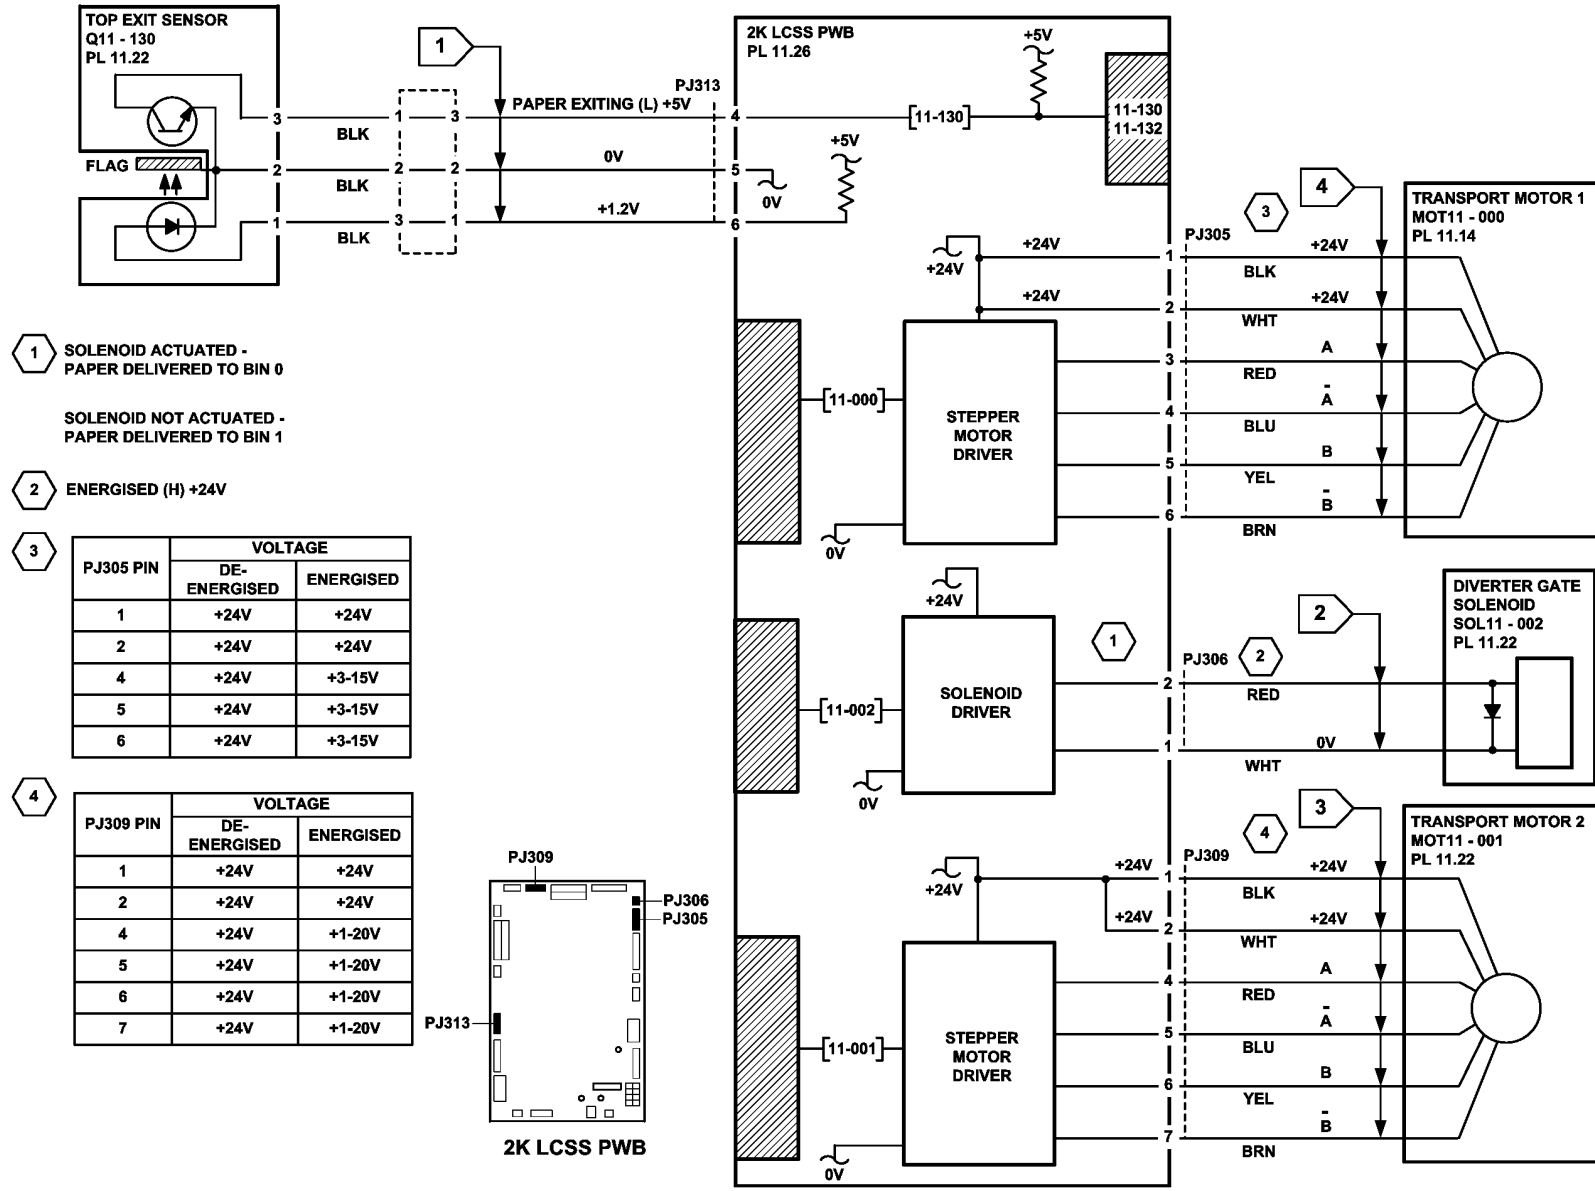 TOP EXIT SENSOR
Q11 - 130
PL 11.22
FLAG
3
2
1
BLK
BLK
BLK
1 3
2 2
3 1
1
PAPER EXITING (L) +5V
0V
+1.2V
PJ313
4
5
6
2K LCSS PWB
PL 11.26
+5V
[11-130]
11-130
11-132
+5V
0V
1
SOLENOID ACTUATED -
PAPER DELIVERED TO BIN 0
SOLENOID NOT ACTUATED -
PAPER DELIVERED TO BIN 1
2
ENERGISED (H) +24V
3
PJ305 PIN
VOLTAGE
DE-
ENERGISED
ENERGISED
1 +24V +24V
2 +24V +24V
4 +24V +3-15V
5 +24V +3-15V
6 +24V +3-15V
4
PJ309 PIN
VOLTAGE
DE-
ENERGISED
ENERGISED
1 +24V +24V
2 +24V +24V
4 +24V +1-20V
5 +24V +1-20V
6 +24V +1-20V
7 +24V +1-20V
PJ309
PJ306
PJ305
PJ313
2K LCSS PWB
[11-000]
STEPPER
MOTOR
DRIVER
+24V
0V
+24V
+24V
1
2
3
4
5
6
PJ305
3
4
+24V
BLK
+24V
WHT
A
RED
-
A
BLU
B
YEL
-
B
BRN
TRANSPORT MOTOR 1
MOT11 - 000
PL 11.14
[11-002]
SOLENOID
DRIVER
+24V
0V
1
2
1
PJ306
2
2
RED
0V
WHT
DIVERTER GATE
SOLENOID
SOL11 - 002
PL 11.22
[11-001]
STEPPER
MOTOR
DRIVER
+24V
0V
+24V
+24V
1
2
4
5
6
7
PJ309
4
3
+24V
BLK
+24V
WHT
A
RED
-
A
BLU
B
YEL
-
B
BRN
TRANSPORT MOTOR 2
MOT11 - 001
PL 11.22